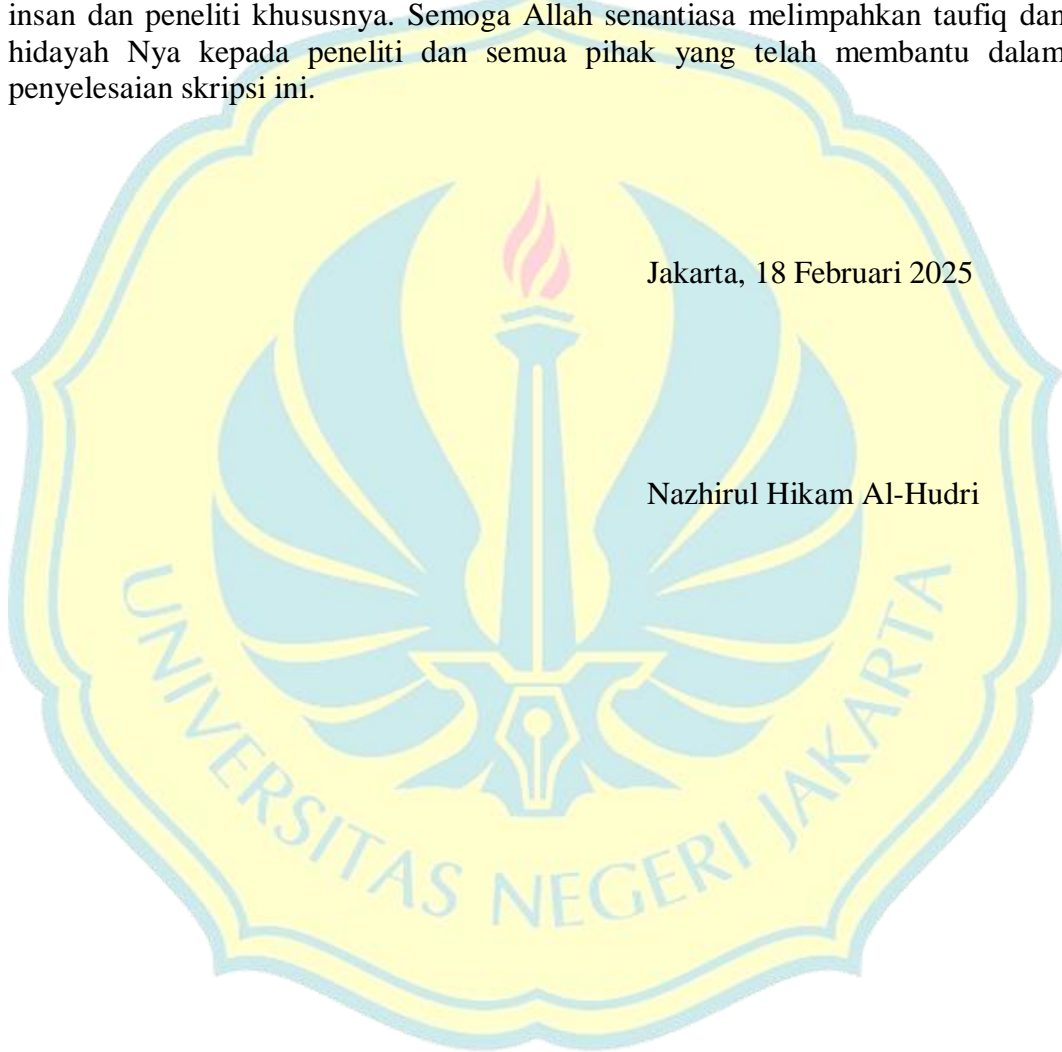 insan dan peneliti khususnya. Semoga Allah senantiasa melimpahkan taufiq dan
hidayah Nya kepada peneliti dan semua pihak yang telah membantu dalam
penyelesaian skripsi ini.
Jakarta, 18 Februari 2025
Nazhirul Hikam Al-Hudri
UNIVERSITAS NEGERI JAKARTA